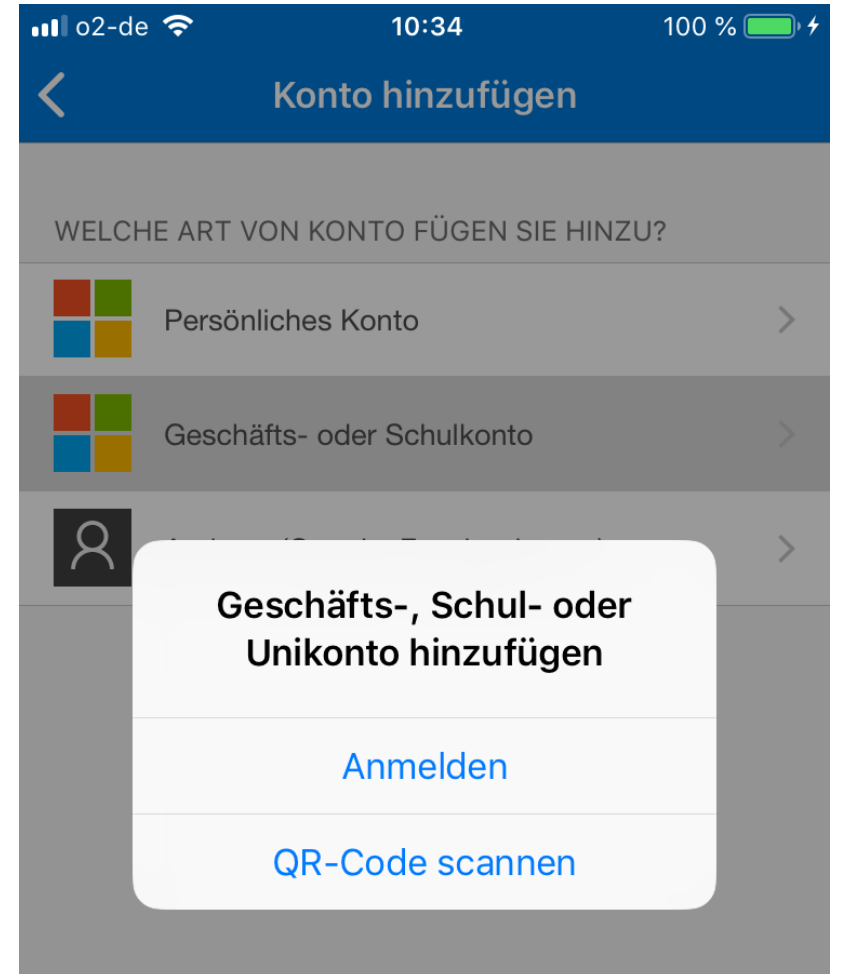 o2-de 10:34 100 %
Konto hinzufügen
WELCHE ART VON KONTO FÜGEN SIE HINZU?
Persönliches Konto
Geschäfts- oder Schulkonto
Geschäfts-, Schul- oder
Unikonto hinzufügen
Anmelden
QR-Code scannen